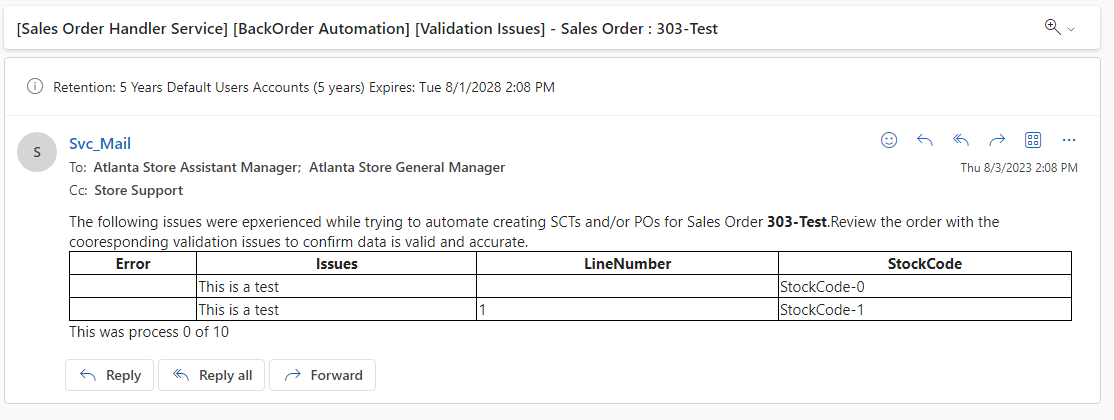 [Sales Order Handler Service] [BackOrder Automation] [Validation Issues] - Sales Order : 303-Test
Retention: 5 Years Default Users Accounts (5 years) Expires: Tue 8/1/2028 2:08 PM
S
Svc_Mail
To: Atlanta Store Assistant Manager; Atlanta Store General Manager
Thu 8/3/2023 2:08 PM
Cc: Store Support
The following issues were epxerienced while trying to automate creating SCTs and/or POs for Sales Order 303-Test.Review the order with the
cooresponding validation issues to confirm data is valid and accurate.
Error Issues LineNumber StockCode
This is a test StockCode-0
This is a test 1 StockCode-1
This was process 0 of 10
Reply Reply all Forward